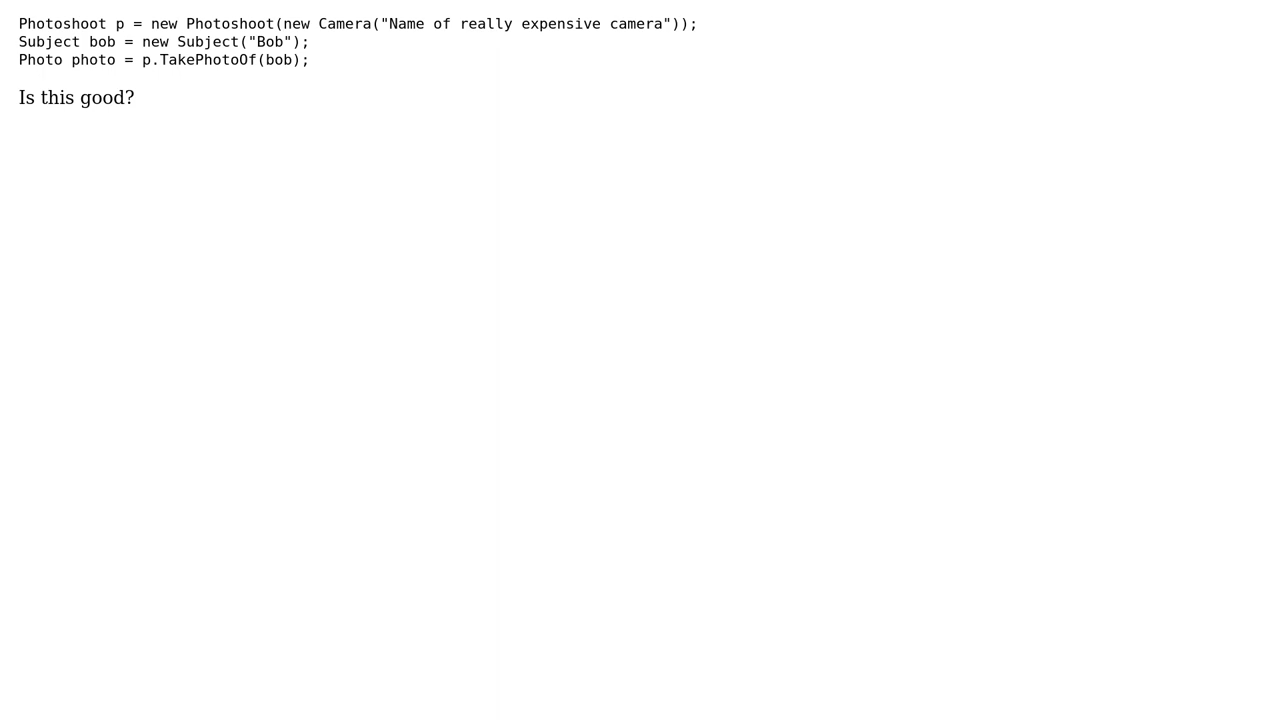 Photoshoot p = new Photoshoot(new Camera("Name of really expensive camera"));
Subject bob = new Subject("Bob");
Photo photo = p.TakePhotoOf(bob);
Is this good?